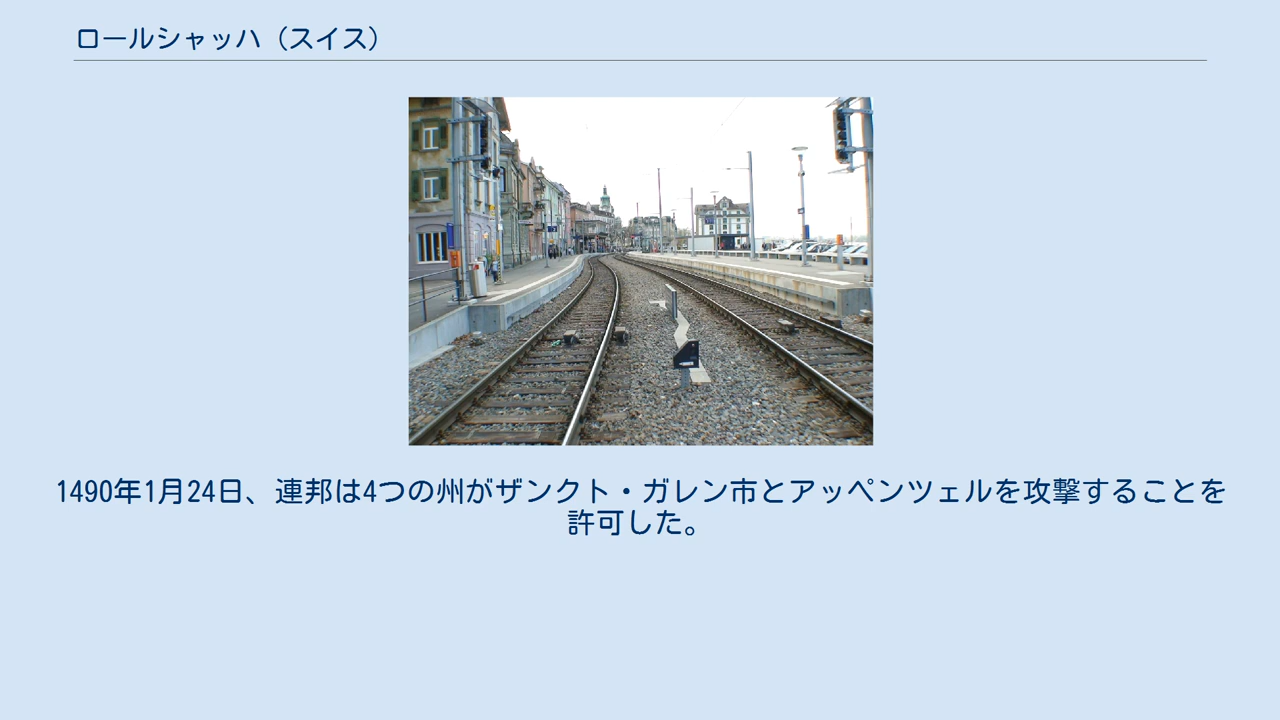 ロールシャッハ（スイス）
1490年1月24日、連邦は4つの州がザンクト・ガレン市とアッペンツェルを攻撃することを
許可した。